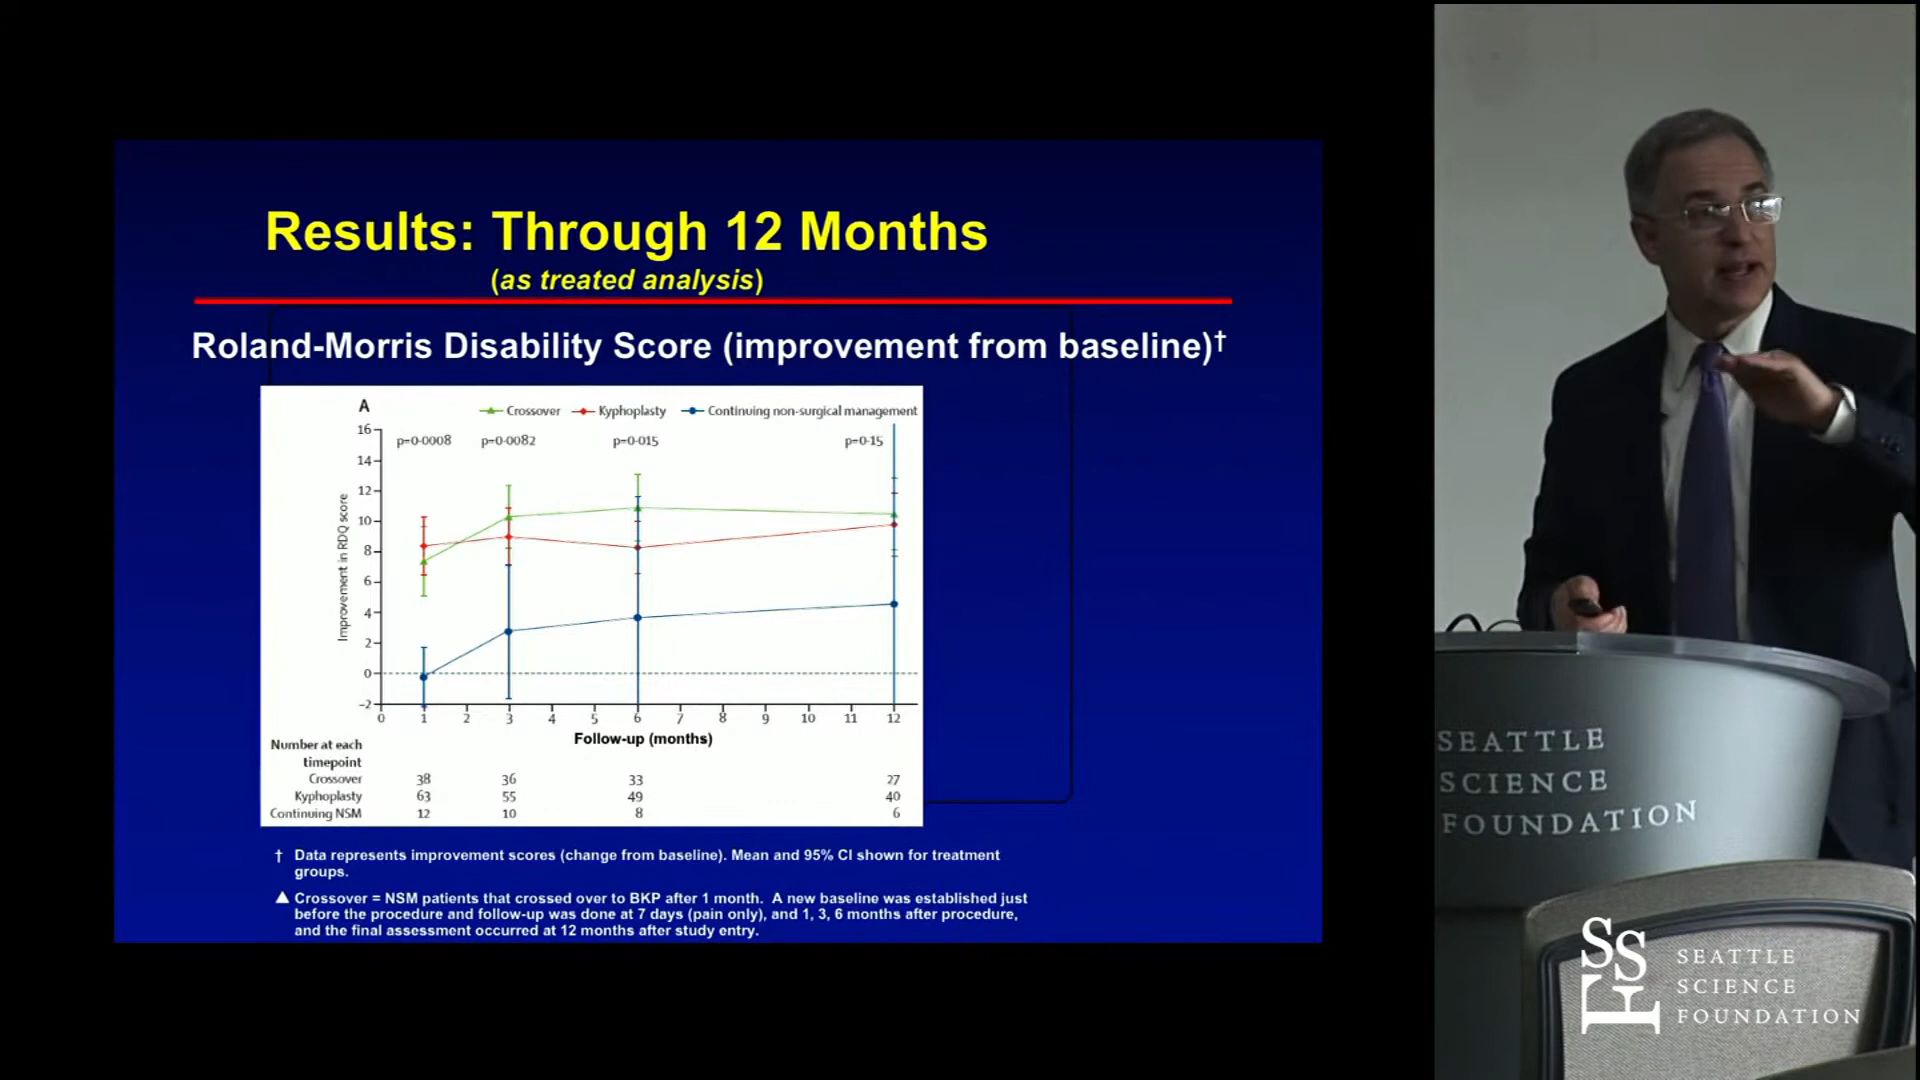 Results: Through 12 Months
(as treated analysis)
Roland-Morris Disability Score (improvement from baseline)†
A
Crossover Kyphoplasty Continuing non-surgical management
p=0·0008 p=0·0082 p=0·015 p=0·15
16
14
12
10
8
6
4
2
0
-2
Improvement in RDQ score
0 1 2 3 4 5 6 7 8 9 10 11 12
Follow-up (months)
Number at each
timepoint
Crossover 38 36 33 27
Kyphoplasty 63 55 49 40
Continuing NSM 12 10 8 6
† Data represents improvement scores (change from baseline). Mean and 95% CI shown for treatment
groups.
▲ Crossover = NSM patients that crossed over to BKP after 1 month. A new baseline was established just
before the procedure and follow-up was done at 7 days (pain only), and 1, 3, 6 months after procedure,
and the final assessment occurred at 12 months after study entry.
SEATTLE
SCIENCE
FOUNDATION
SSF
SEATTLE
SCIENCE
FOUNDATION